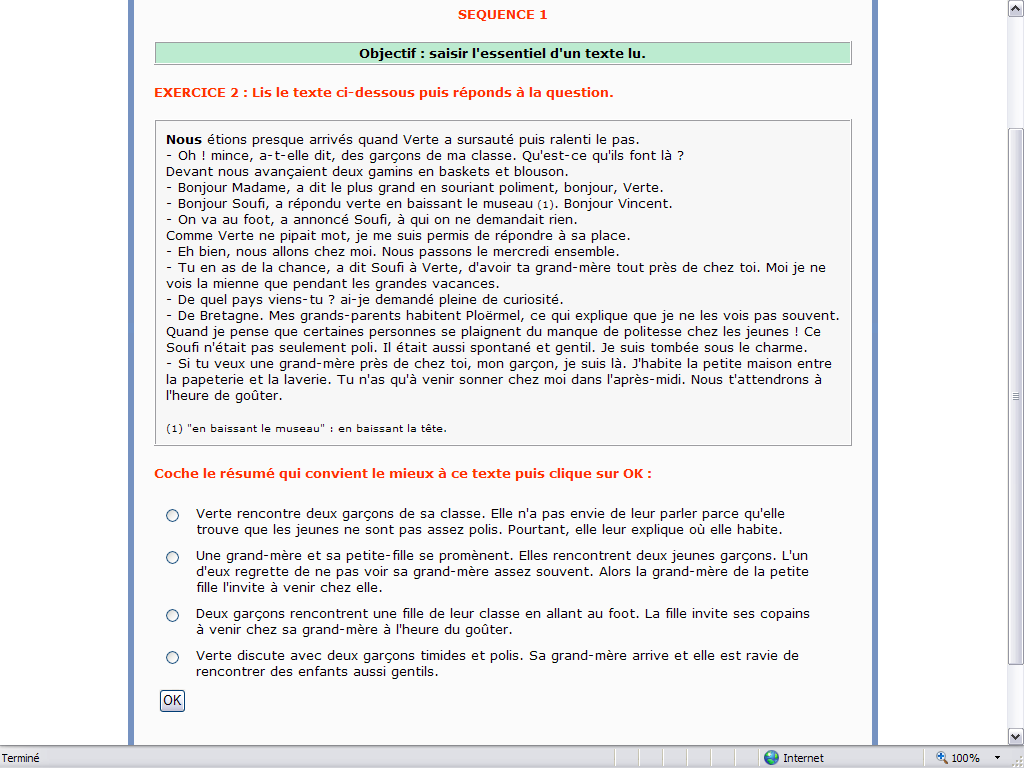 SEQUENCE 1
Objectif : saisir l'essentiel d'un texte lu.
EXERCICE 2 : Lis le texte ci-dessous puis réponds à la question.
Nous étions presque arrivés quand Verte a sursauté puis ralenti le pas.
- Oh ! mince, a-t-elle dit, des garçons de ma classe. Qu'est-ce qu'ils font là ?
Devant nous avançaient deux gamins en baskets et blouson.
- Bonjour Madame, a dit le plus grand en souriant poliment, bonjour, Verte.
- Bonjour Soufi, a répondu verte en baissant le museau (1). Bonjour Vincent.
- On va au foot, a annoncé Soufi, à qui on ne demandait rien.
Comme Verte ne pipait mot, je me suis permis de répondre à sa place.
- Eh bien, nous allons chez moi. Nous passons le mercredi ensemble.
- Tu en as de la chance, a dit Soufi à Verte, d'avoir ta grand-mère tout près de chez toi. Moi je ne
vois la mienne que pendant les grandes vacances.
- De quel pays viens-tu ? ai-je demandé pleine de curiosité.
- De Bretagne. Mes grands-parents habitent Ploërmel, ce qui explique que je ne les vois pas souvent.
Quand je pense que certaines personnes se plaignent du manque de politesse chez les jeunes ! Ce
Soufi n'était pas seulement poli. Il était aussi spontané et gentil. Je suis tombée sous le charme.
- Si tu veux une grand-mère près de chez toi, mon garçon, je suis là. J'habite la petite maison entre
la papeterie et la laverie. Tu n'as qu'à venir sonner chez moi dans l'après-midi. Nous t'attendrons à
l'heure de goûter.
(1) "en baissant le museau" : en baissant la tête.
Coche le résumé qui convient le mieux à ce texte puis clique sur OK :
Verte rencontre deux garçons de sa classe. Elle n'a pas envie de leur parler parce qu'elle
trouve que les jeunes ne sont pas assez polis. Pourtant, elle leur explique où elle habite.
Une grand-mère et sa petite-fille se promènent. Elles rencontrent deux jeunes garçons. L'un
d'eux regrette de ne pas voir sa grand-mère assez souvent. Alors la grand-mère de la petite
fille l'invite à venir chez elle.
Deux garçons rencontrent une fille de leur classe en allant au foot. La fille invite ses copains
à venir chez sa grand-mère à l'heure du goûter.
Verte discute avec deux garçons timides et polis. Sa grand-mère arrive et elle est ravie de
rencontrer des enfants aussi gentils.
OK
Terminé
Internet
100%